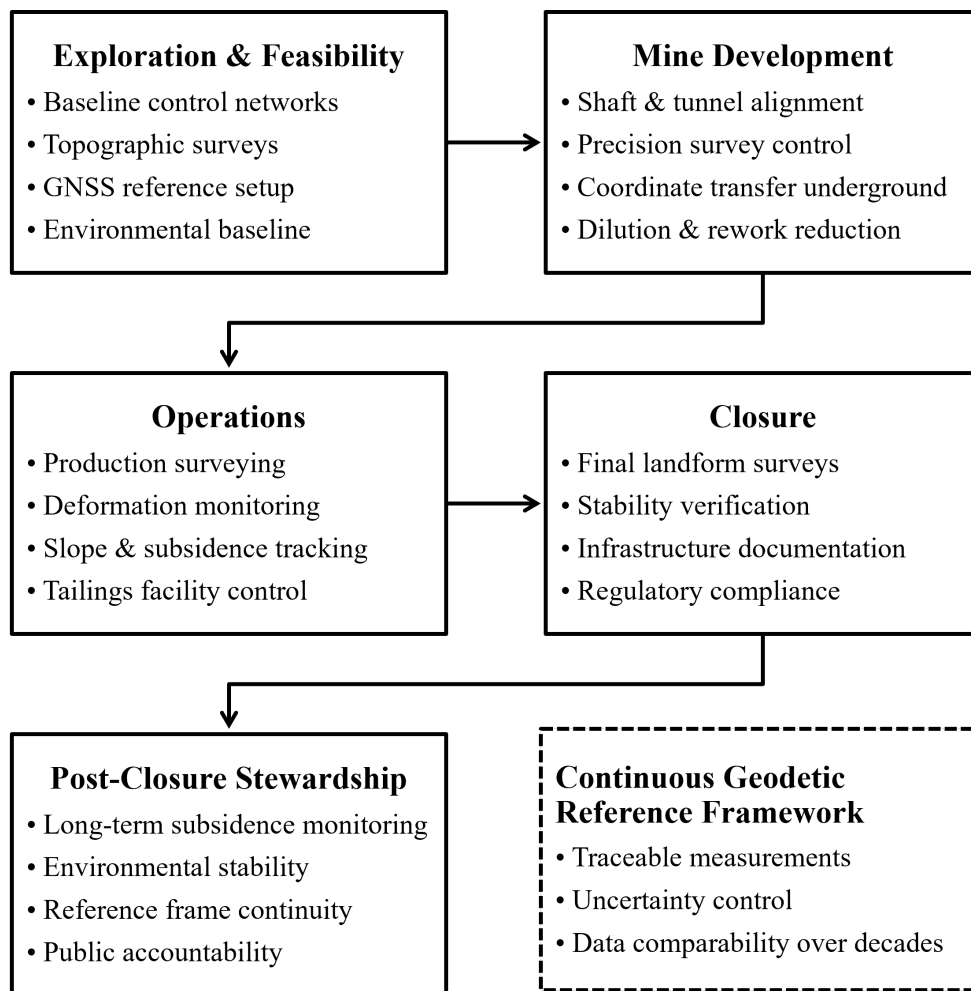 Exploration & Feasibility
• Baseline control networks
• Topographic surveys
• GNSS reference setup
• Environmental baseline
Mine Development
• Shaft & tunnel alignment
• Precision survey control
• Coordinate transfer underground
• Dilution & rework reduction
Operations
• Production surveying
• Deformation monitoring
• Slope & subsidence tracking
• Tailings facility control
Closure
• Final landform surveys
• Stability verification
• Infrastructure documentation
• Regulatory compliance
Post-Closure Stewardship
• Long-term subsidence monitoring
• Environmental stability
• Reference frame continuity
• Public accountability
Continuous Geodetic
Reference Framework
• Traceable measurements
• Uncertainty control
• Data comparability over decades